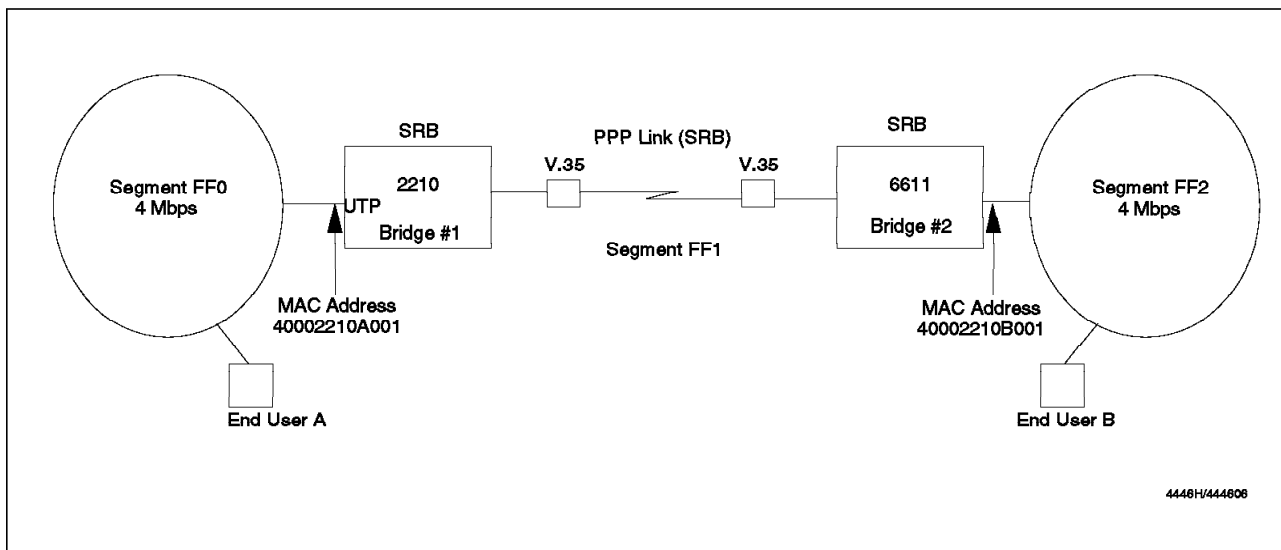 SRB
PPP Link (SRB)
SRB
V.35
V.35
Segment FF0
4 Mbps
2210
UTP
Bridge #1
6611
Bridge #2
Segment FF2
4 Mbps
Segment FF1
MAC Address
40002210A001
MAC Address
40002210B001
End User A
End User B
4446H/444606